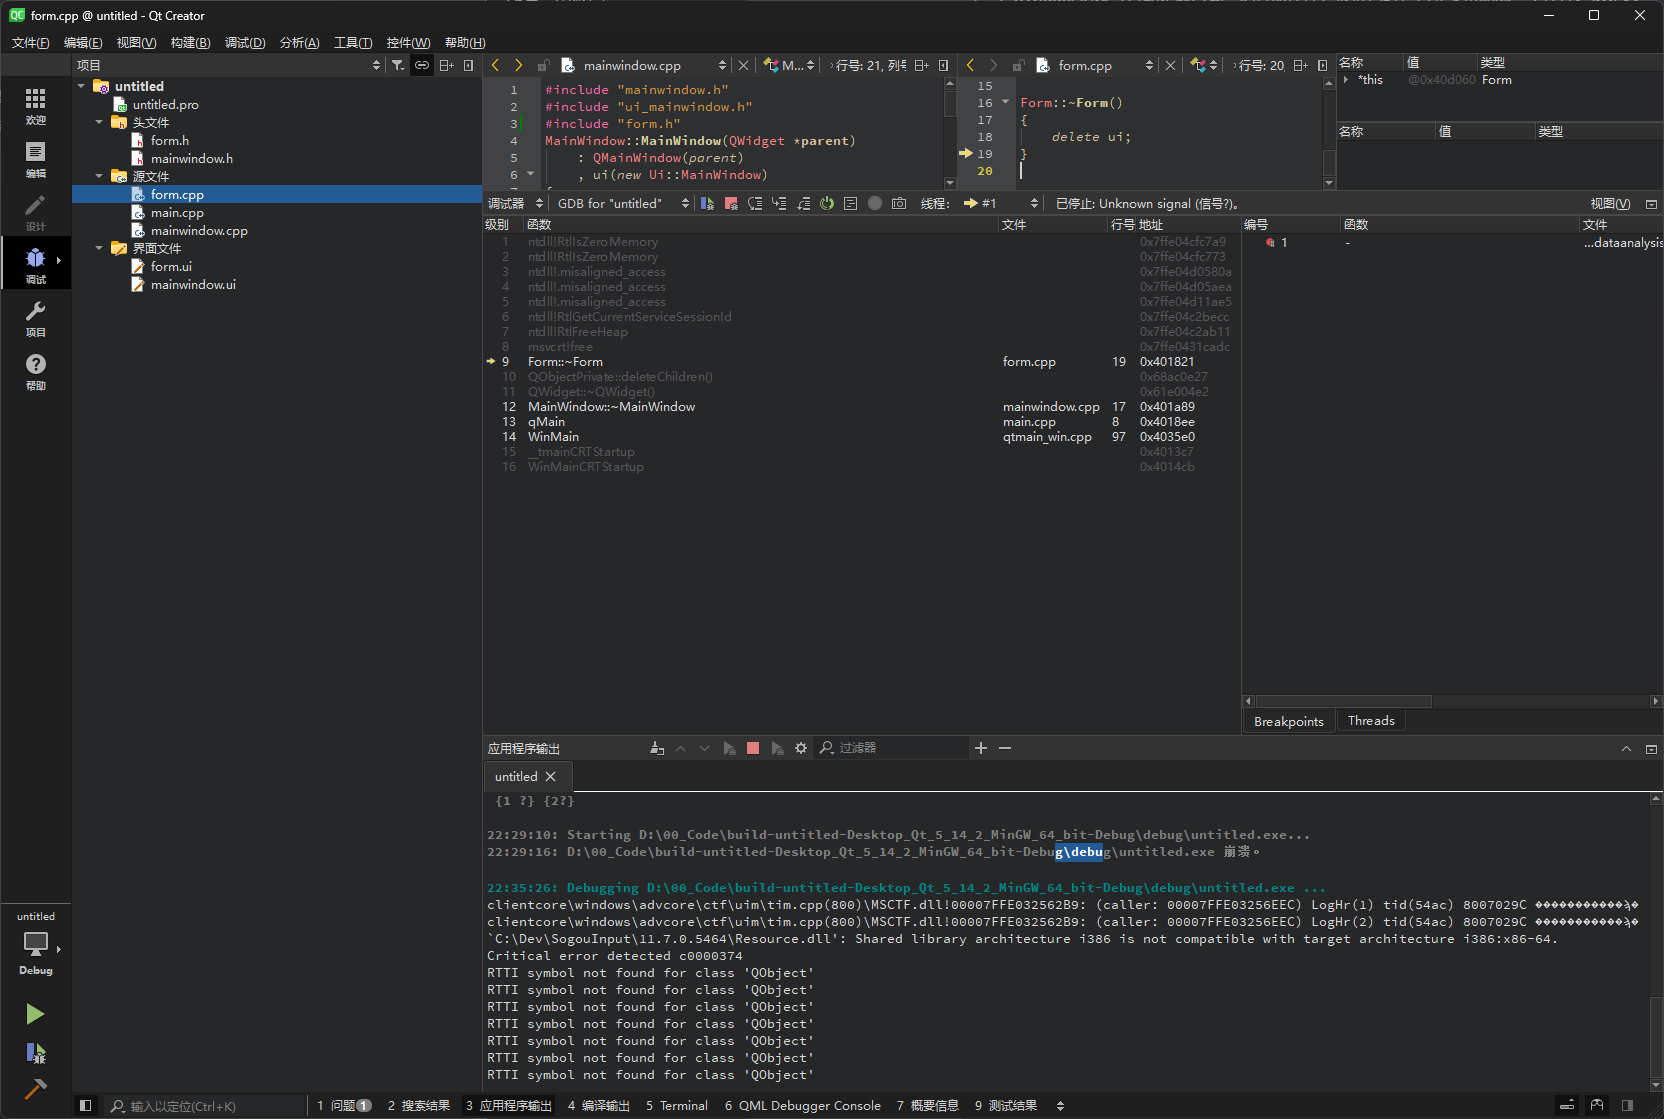 form.cpp @ untitled - Qt Creator
文件(F) 编辑(E) 视图(V) 构建(B) 调试(D) 分析(A) 工具(T) 控件(W) 帮助(H)
欢迎
编辑
设计
调试
项目
帮助
untitled
Debug
项目
untitled
untitled.pro
头文件
form.h
mainwindow.h
源文件
form.cpp
main.cpp
mainwindow.cpp
界面文件
form.ui
mainwindow.ui
mainwindow.cpp M... 行号: 21, 列号
1 #include "mainwindow.h"
2 #include "ui_mainwindow.h"
3 #include "form.h"
4 MainWindow::MainWindow(QWidget *parent)
5 : QMainWindow(parent)
6 , ui(new Ui::MainWindow)
form.cpp 行号: 20,
15
16 Form::~Form()
17 {
18 delete ui;
19 }
20
名称 值 类型
*this @0x40d060 Form
名称 值 类型
调试器 GDB for "untitled" 线程: #1 已停止: Unknown signal (信号?)。 视图(V)
级别 函数 文件 行号 地址
1 ntdll!RtlIsZeroMemory 0x7ffe04cfc7a9
2 ntdll!RtlIsZeroMemory 0x7ffe04cfc773
3 ntdll!.misaligned_access 0x7ffe04d0580a
4 ntdll!.misaligned_access 0x7ffe04d05aea
5 ntdll!.misaligned_access 0x7ffe04d11ae5
6 ntdll!RtlGetCurrentServiceSessionId 0x7ffe04c2becc
7 ntdll!RtlFreeHeap 0x7ffe04c2ab11
8 msvcrt!free 0x7ffe0431cadc
9 Form::~Form form.cpp 19 0x401821
10 QObjectPrivate::deleteChildren() 0x68ac0e27
11 QWidget::~QWidget() 0x61e004e2
12 MainWindow::~MainWindow mainwindow.cpp 17 0x401a89
13 qMain main.cpp 8 0x4018ee
14 WinMain qtmain_win.cpp 97 0x4035e0
15 __tmainCRTStartup 0x4013c7
16 WinMainCRTStartup 0x4014cb
编号 函数 文件
1 - ...dataanalysis
Breakpoints Threads
应用程序输出 过滤器
untitled
{1 ?} {2?}
22:29:10: Starting D:\00_Code\build-untitled-Desktop_Qt_5_14_2_MinGW_64_bit-Debug\debug\untitled.exe...
22:29:16: D:\00_Code\build-untitled-Desktop_Qt_5_14_2_MinGW_64_bit-Debug\debug\untitled.exe 崩溃。
22:35:26: Debugging D:\00_Code\build-untitled-Desktop_Qt_5_14_2_MinGW_64_bit-Debug\debug\untitled.exe ...
clientcore\windows\advcore\ctf\uim\tim.cpp(800)\MSCTF.dll!00007FFE032562B9: (caller: 00007FFE03256EEC) LogHr(1) tid(54ac) 8007029C
clientcore\windows\advcore\ctf\uim\tim.cpp(800)\MSCTF.dll!00007FFE032562B9: (caller: 00007FFE03256EEC) LogHr(2) tid(54ac) 8007029C
`C:\Dev\SogouInput\11.7.0.5464\Resource.dll': Shared library architecture i386 is not compatible with target architecture i386:x86-64.
Critical error detected c0000374
RTTI symbol not found for class 'QObject'
RTTI symbol not found for class 'QObject'
RTTI symbol not found for class 'QObject'
RTTI symbol not found for class 'QObject'
RTTI symbol not found for class 'QObject'
RTTI symbol not found for class 'QObject'
RTTI symbol not found for class 'QObject'
输入以定位(Ctrl+K) 1 问题 1 2 搜索结果 3 应用程序输出 4 编译输出 5 Terminal 6 QML Debugger Console 7 概要信息 9 测试结果